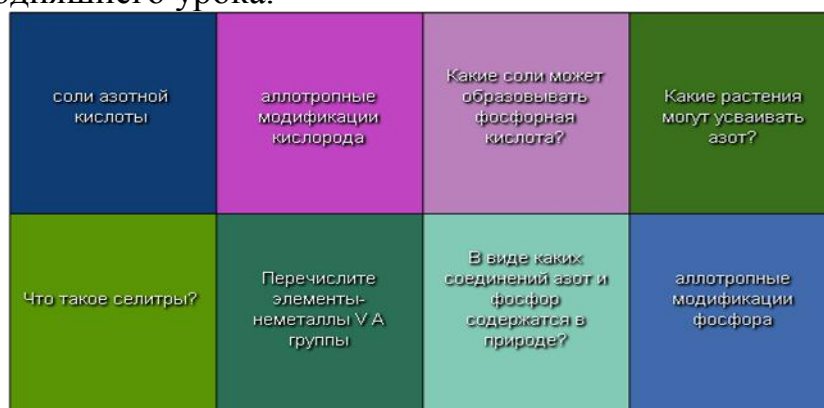 урока.
соли азотной
кислоты
аллотропные
модификации
кислорода
Какие соли может
образовывать
фосфорная
кислота?
Какие растения
могут усваивать
азот?
Что такое селитры?
Перечислите
элементы-
неметаллы V А
группы
В виде каких
соединений азот и
фосфор
содержатся в
природе?
аллотропные
модификации
фосфора